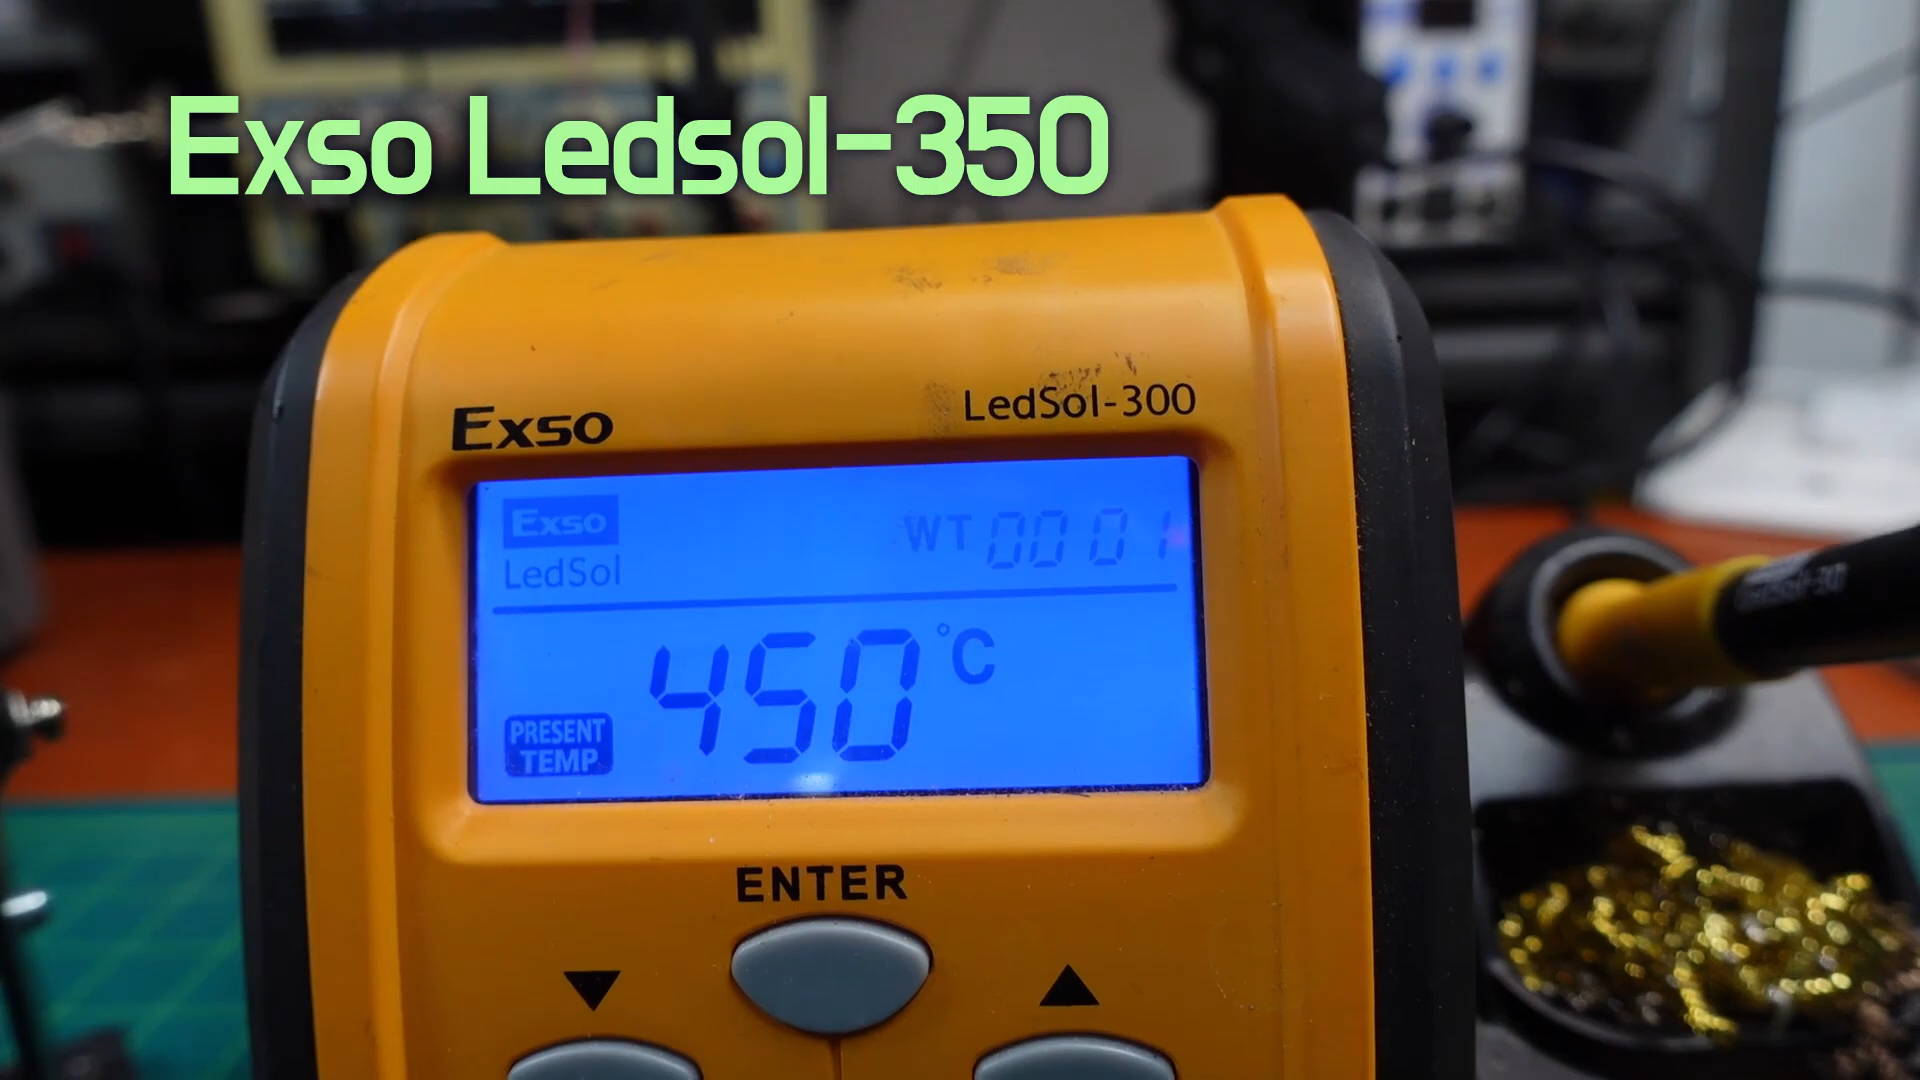 Exso Ledsol-350
Exso
LedSol-300
Exso
LedSol
WT 0001
450 °C
PRESENT
TEMP
ENTER
▼
▲